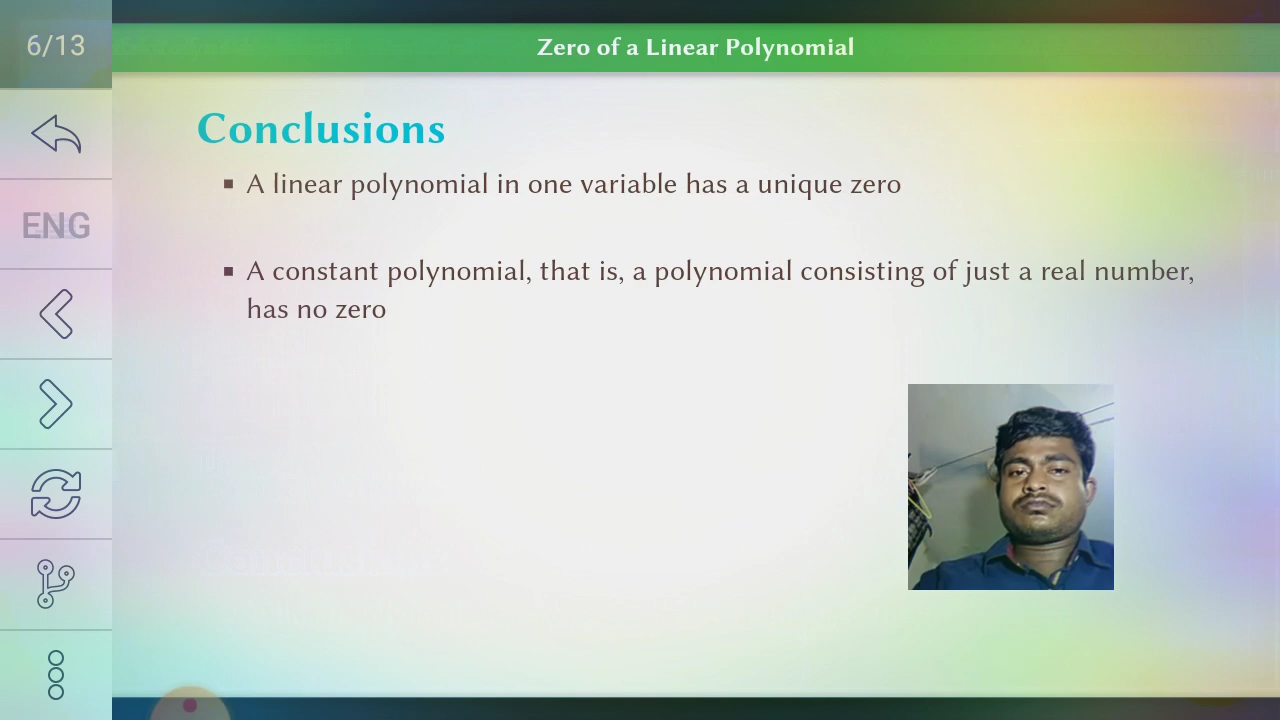 6/13
Zero of a Linear Polynomial
Conclusions
ENG
▪ A linear polynomial in one variable has a unique zero
▪ A constant polynomial, that is, a polynomial consisting of just a real number,
has no zero